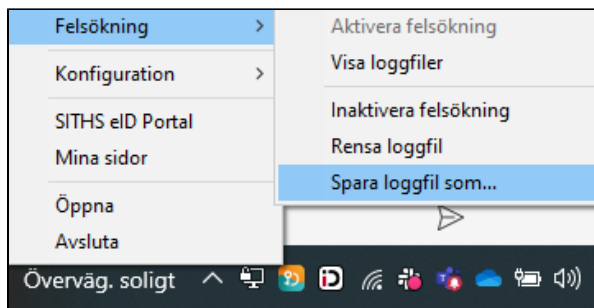 Felsökning
Konfiguration
SITHS eID Portal
Mina sidor
Öppna
Avsluta
Aktivera felsökning
Visa loggfiler
Inaktivera felsökning
Rensa loggfil
Spara loggfil som...
Överväg. soligt